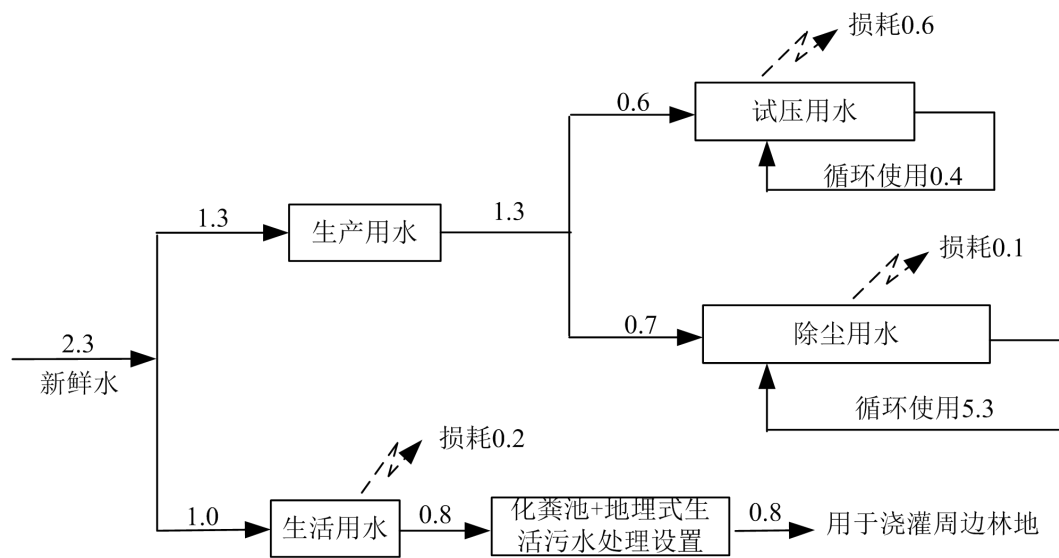 损耗0.6
0.6
试压用水
循环使用0.4
1.3
生产用水
1.3
损耗0.1
2.3
新鲜水
0.7
除尘用水
循环使用5.3
损耗0.2
1.0
生活用水
0.8
化粪池+地埋式生
活污水处理设置
0.8
用于浇灌周边林地